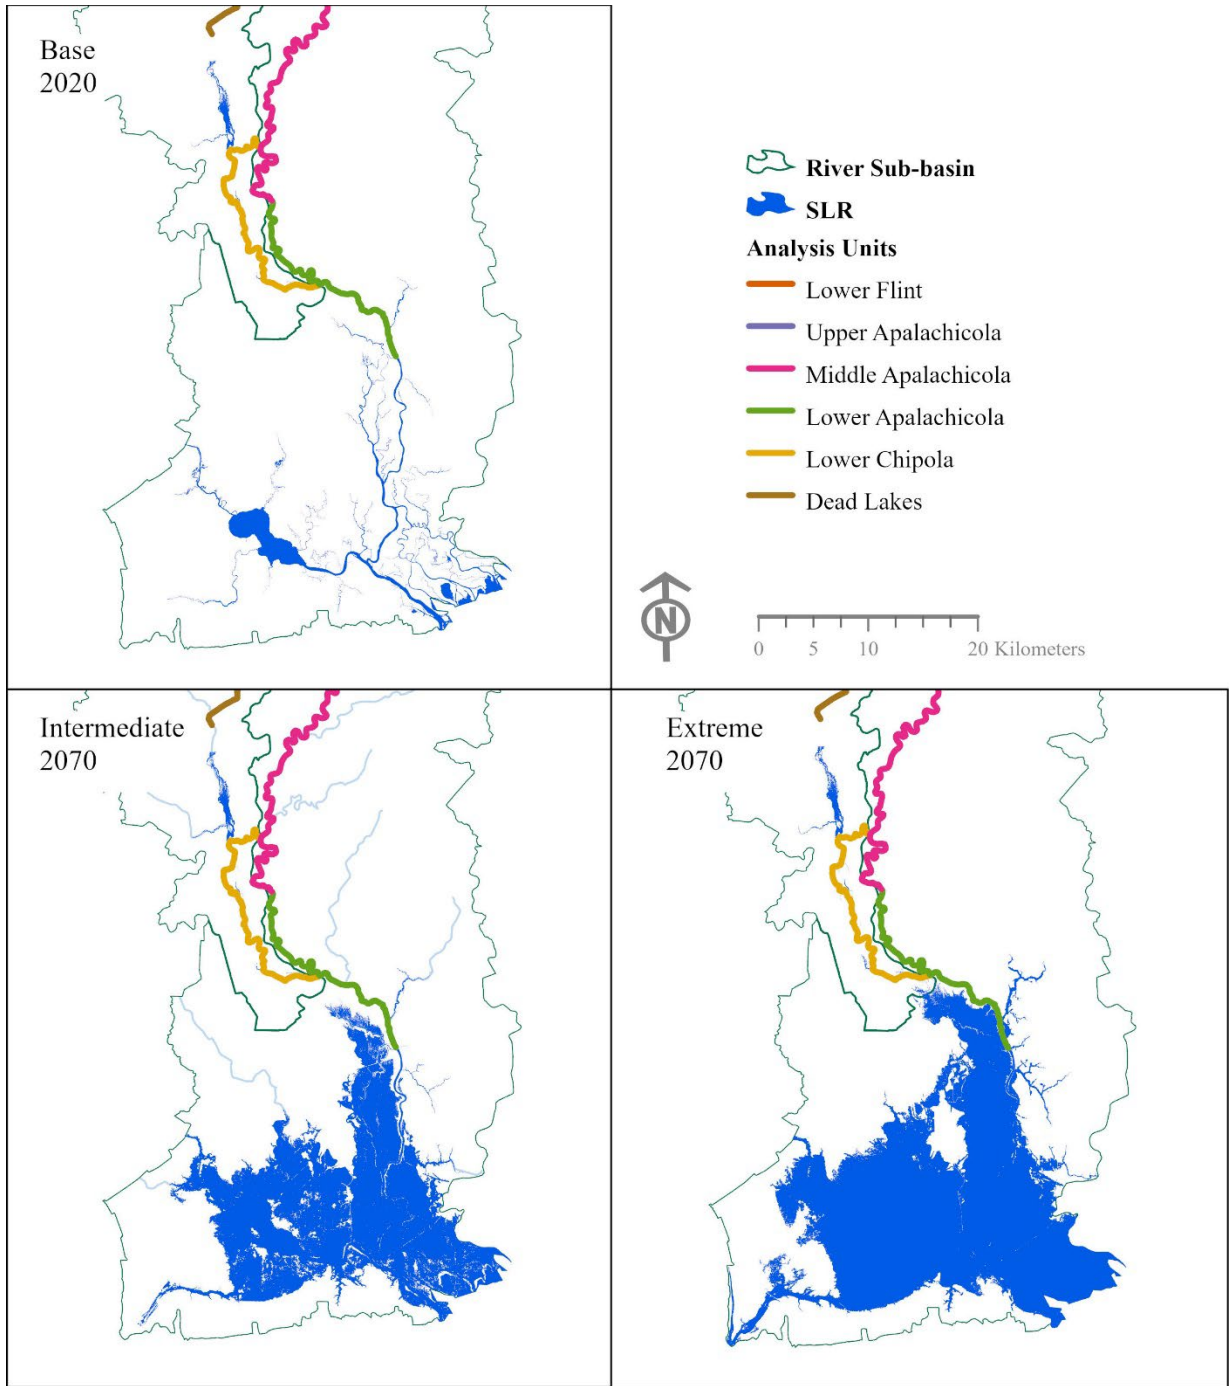 Base
2020
River Sub-basin
SLR
Analysis Units
Lower Flint
Upper Apalachicola
Middle Apalachicola
Lower Apalachicola
Lower Chipola
Dead Lakes
N
0 5 10 20 Kilometers
Intermediate
2070
Extreme
2070